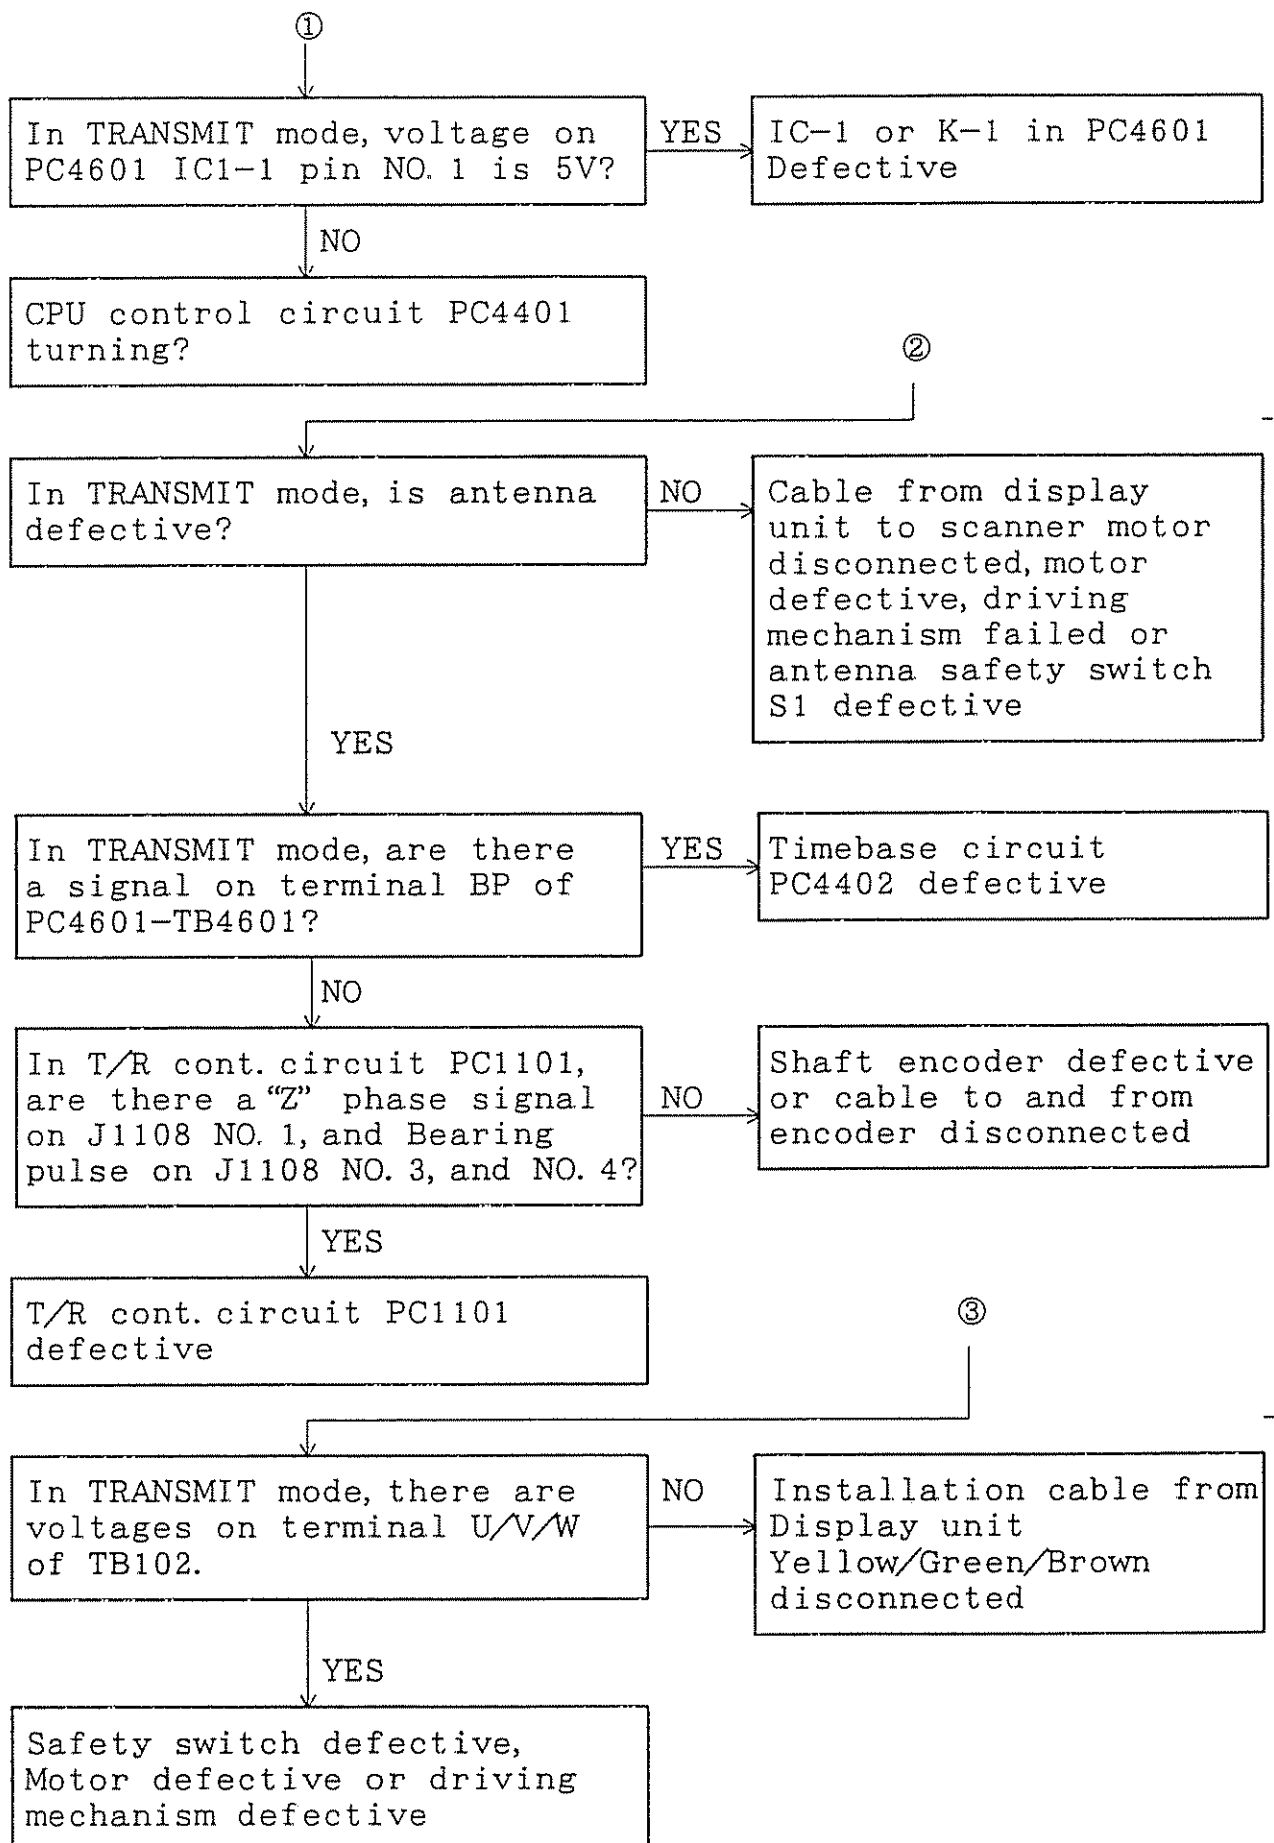 ①
In TRANSMIT mode, voltage on
PC4601 IC1-1 pin NO. 1 is 5V?
YES
IC-1 or K-1 in PC4601
Defective
NO
CPU control circuit PC4401
turning?
②
In TRANSMIT mode, is antenna
defective?
NO
Cable from display
unit to scanner motor
disconnected, motor
defective, driving
mechanism failed or
antenna safety switch
S1 defective
YES
In TRANSMIT mode, are there
a signal on terminal BP of
PC4601-TB4601?
YES
Timebase circuit
PC4402 defective
NO
In T/R cont. circuit PC1101,
are there a “Z” phase signal
on J1108 NO. 1, and Bearing
pulse on J1108 NO. 3, and NO. 4?
NO
Shaft encoder defective
or cable to and from
encoder disconnected
YES
T/R cont. circuit PC1101
defective
③
In TRANSMIT mode, there are
voltages on terminal U/V/W
of TB102.
NO
Installation cable from
Display unit
Yellow/Green/Brown
disconnected
YES
Safety switch defective,
Motor defective or driving
mechanism defective